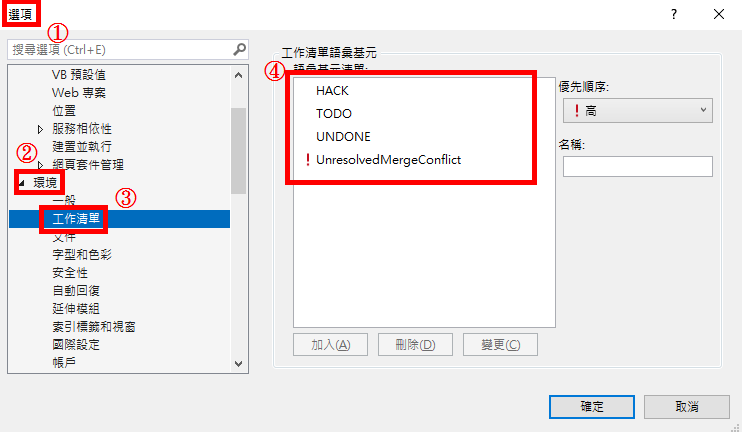 選項
?
①
搜尋選項 (Ctrl+E)
VB 預設值
Web 專案
位置
服務相依性
建置並執行
②
網頁套件管理
環境
一般
③
工作清單
文件
字型和色彩
安全性
自動回復
延伸模組
索引標籤和視窗
國際設定
帳戶
工作清單語彙基元
語彙基元清單:
④
HACK
TODO
UNDONE
! UnresolvedMergeConflict
加入(A)
刪除(D)
變更(C)
優先順序:
! 高
名稱:
確定
取消